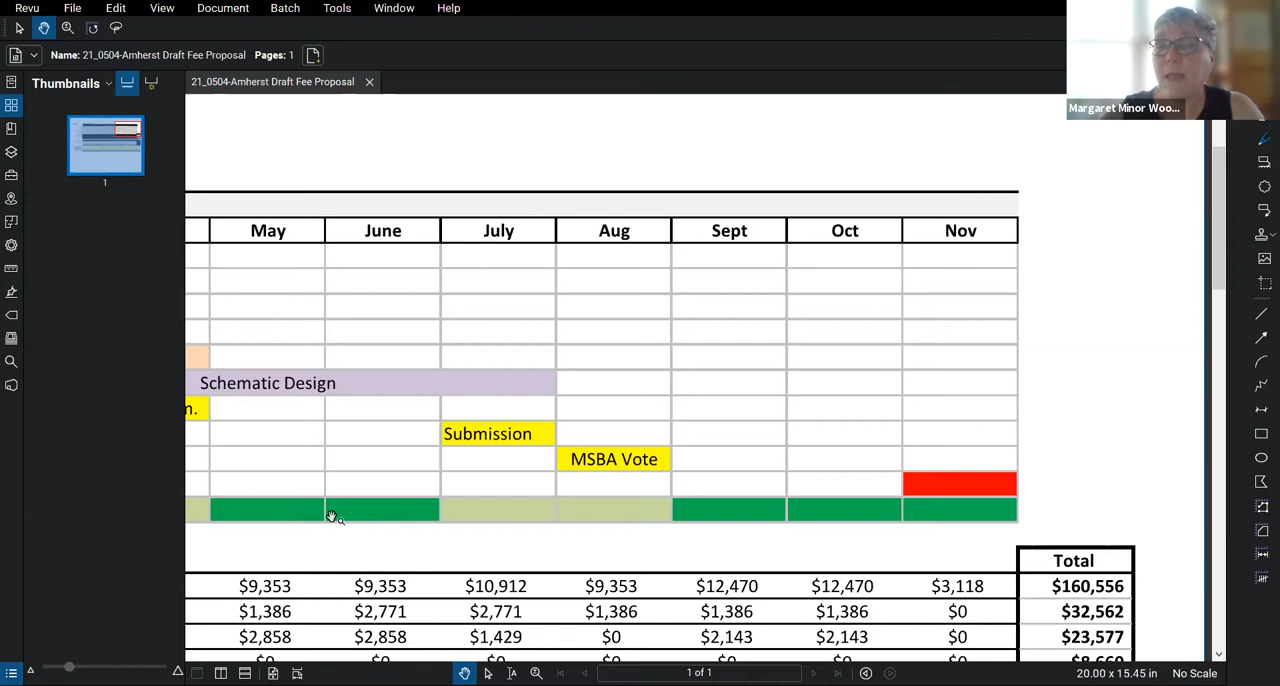 Revu File Edit View Document Batch Tools Window Help
Name: 21_0504-Amherst Draft Fee Proposal Pages: 1
Thumbnails
21_0504-Amherst Draft Fee Proposal
Margaret Minor Woo...
1
May June July Aug Sept Oct Nov
Schematic Design
m.
Submission
MSBA Vote
Total
$9,353 $9,353 $10,912 $9,353 $12,470 $12,470 $3,118 $160,556
$1,386 $2,771 $2,771 $1,386 $1,386 $1,386 $0 $32,562
$2,858 $2,858 $1,429 $0 $2,143 $2,143 $0 $23,577
1 of 1
20.00 x 15.45 in No Scale